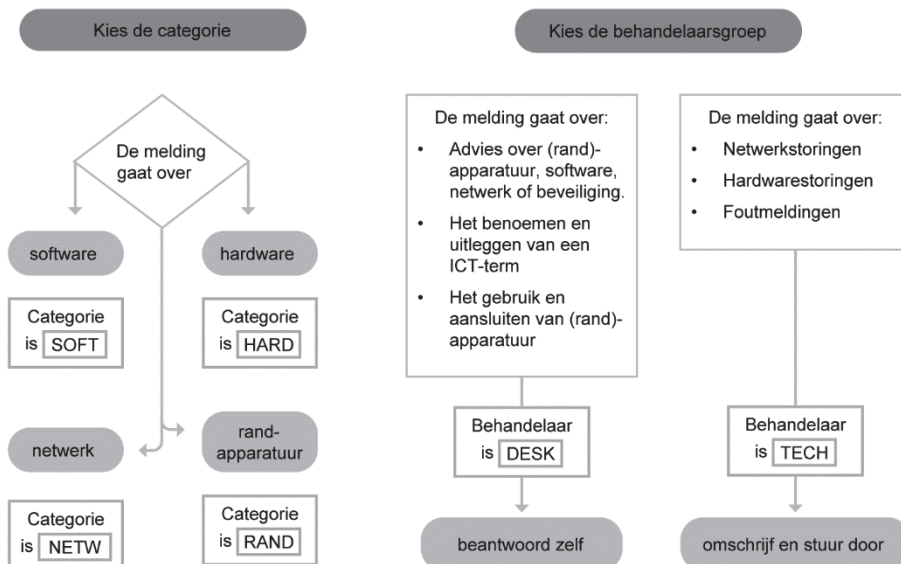 Kies de categorie
De melding
gaat over
software
hardware
Categorie
is SOFT
Categorie
is HARD
netwerk
rand-
apparatuur
Categorie
is NETW
Categorie
is RAND
Kies de behandelaarsgroep
De melding gaat over:
• Advies over (rand)-
apparatuur, software,
netwerk of beveiliging.
• Het benoemen en
uitleggen van een
ICT-term
• Het gebruik en
aansluiten van (rand)-
apparatuur
Behandelaar
is DESK
beantwoord zelf
De melding gaat over:
• Netwerkstoringen
• Hardwarestoringen
• Foutmeldingen
Behandelaar
is TECH
omschrijf en stuur door